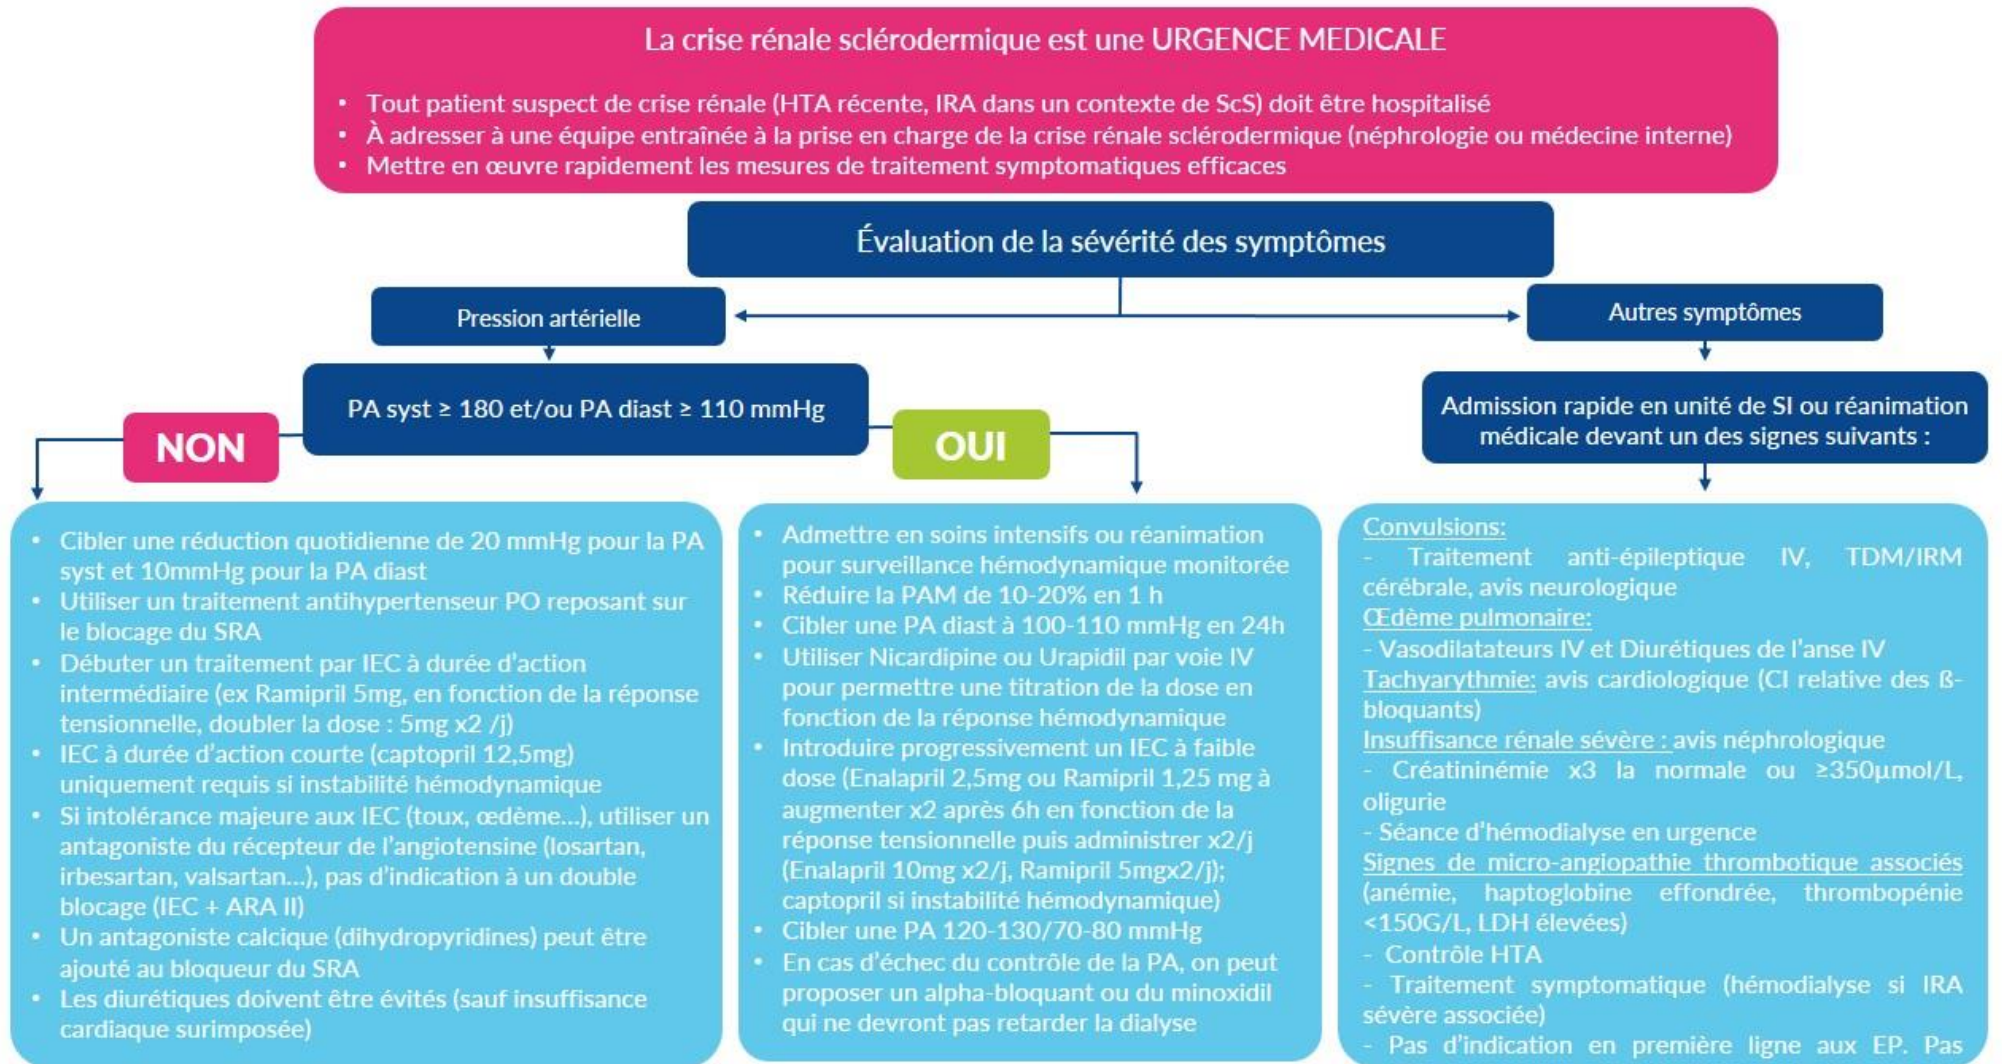 La crise rénale sclérodermique est une URGENCE MEDICALE
• Tout patient suspect de crise rénale (HTA récente, IRA dans un contexte de ScS) doit être hospitalisé
• À adresser à une équipe entraînée à la prise en charge de la crise rénale sclérodermique (néphrologie ou médecine interne)
• Mettre en œuvre rapidement les mesures de traitement symptomatiques efficaces
Évaluation de la sévérité des symptômes
Pression artérielle
Autres symptômes
PA syst ≥ 180 et/ou PA diast ≥ 110 mmHg
NON
OUI
Admission rapide en unité de SI ou réanimation
médicale devant un des signes suivants :
• Cibler une réduction quotidienne de 20 mmHg pour la PA
syst et 10mmHg pour la PA diast
• Utiliser un traitement antihypertenseur PO reposant sur
le blocage du SRA
• Débuter un traitement par IEC à durée d'action
intermédiaire (ex Ramipril 5mg, en fonction de la réponse
tensionnelle, doubler la dose : 5mg x2 /j)
• IEC à durée d'action courte (captopril 12,5mg)
uniquement requis si instabilité hémodynamique
• Si intolérance majeure aux IEC (toux, œdème...), utiliser un
antagoniste du récepteur de l'angiotensine (losartan,
irbesartan, valsartan...), pas d'indication à un double
blocage (IEC + ARA II)
• Un antagoniste calcique (dihydropyridines) peut être
ajouté au bloqueur du SRA
• Les diurétiques doivent être évités (sauf insuffisance
cardiaque surimposée)
• Admettre en soins intensifs ou réanimation
pour surveillance hémodynamique monitorée
• Réduire la PAM de 10-20% en 1 h
• Cibler une PA diast à 100-110 mmHg en 24h
• Utiliser Nicardipine ou Urapidil par voie IV
pour permettre une titration de la dose en
fonction de la réponse hémodynamique
• Introduire progressivement un IEC à faible
dose (Enalapril 2,5mg ou Ramipril 1,25 mg à
augmenter x2 après 6h en fonction de la
réponse tensionnelle puis administrer x2/j
(Enalapril 10mg x2/j, Ramipril 5mgx2/j);
captopril si instabilité hémodynamique)
• Cibler une PA 120-130/70-80 mmHg
• En cas d'échec du contrôle de la PA, on peut
proposer un alpha-bloquant ou du minoxidil
qui ne devront pas retarder la dialyse
Convulsions:
- Traitement anti-épileptique IV, TDM/IRM
cérébrale, avis neurologique
Œdème pulmonaire:
- Vasodilatateurs IV et Diurétiques de l'anse IV
Tachyarythmie: avis cardiologique (CI relative des ß-
bloquants)
Insuffisance rénale sévère : avis néphrologique
- Créatininémie x3 la normale ou ≥350µmol/L,
oligurie
- Séance d'hémodialyse en urgence
Signes de micro-angiopathie thrombotique associés
(anémie, haptoglobine effondrée, thrombopénie
<150G/L, LDH élevées)
- Contrôle HTA
- Traitement symptomatique (hémodialyse si IRA
sévère associée)
- Pas d'indication en première ligne aux EP. Pas